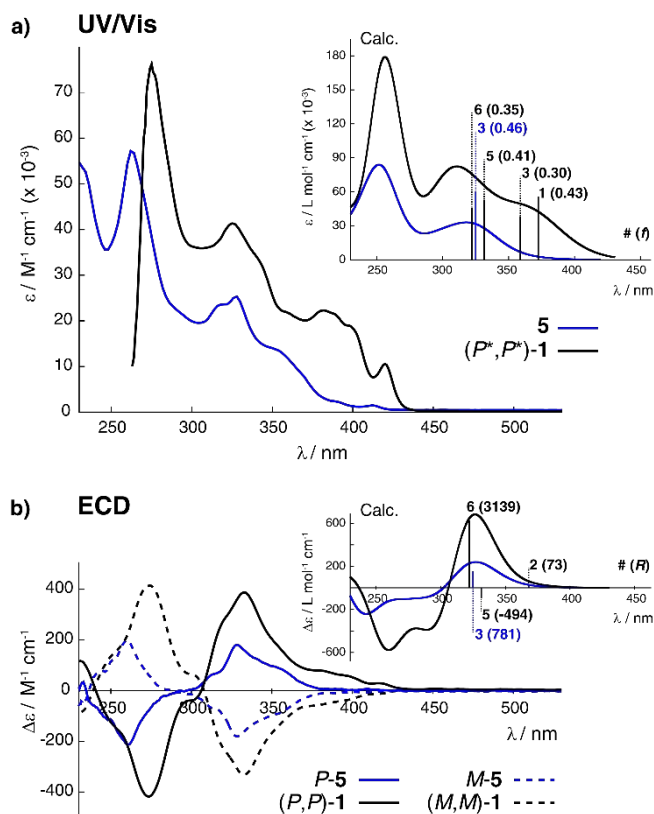 a) UV/Vis
70
60
50
40
30
20
10
0
ε / M⁻¹ cm⁻¹ (x 10⁻³)
250 300 350 400 450 500
λ / nm
Calc.
180
150
120
90
60
30
0
ε / L mol⁻¹ cm⁻¹ (x 10⁻³)
6 (0.35)
3 (0.46)
5 (0.41)
3 (0.30)
1 (0.43)
# (f)
250 300 350 400 450
λ / nm
5
(P*,P*)-1
b) ECD
400
200
0
-200
-400
Δε / M⁻¹ cm⁻¹
250 300 350 400 450 500
λ / nm
Calc.
600
200
-200
-600
Δε / L mol⁻¹ cm⁻¹
6 (3139)
2 (73)
# (R)
250 300 350 400 450
5 (-494)
λ / nm
3 (781)
P-5 M-5
(P,P)-1 (M,M)-1